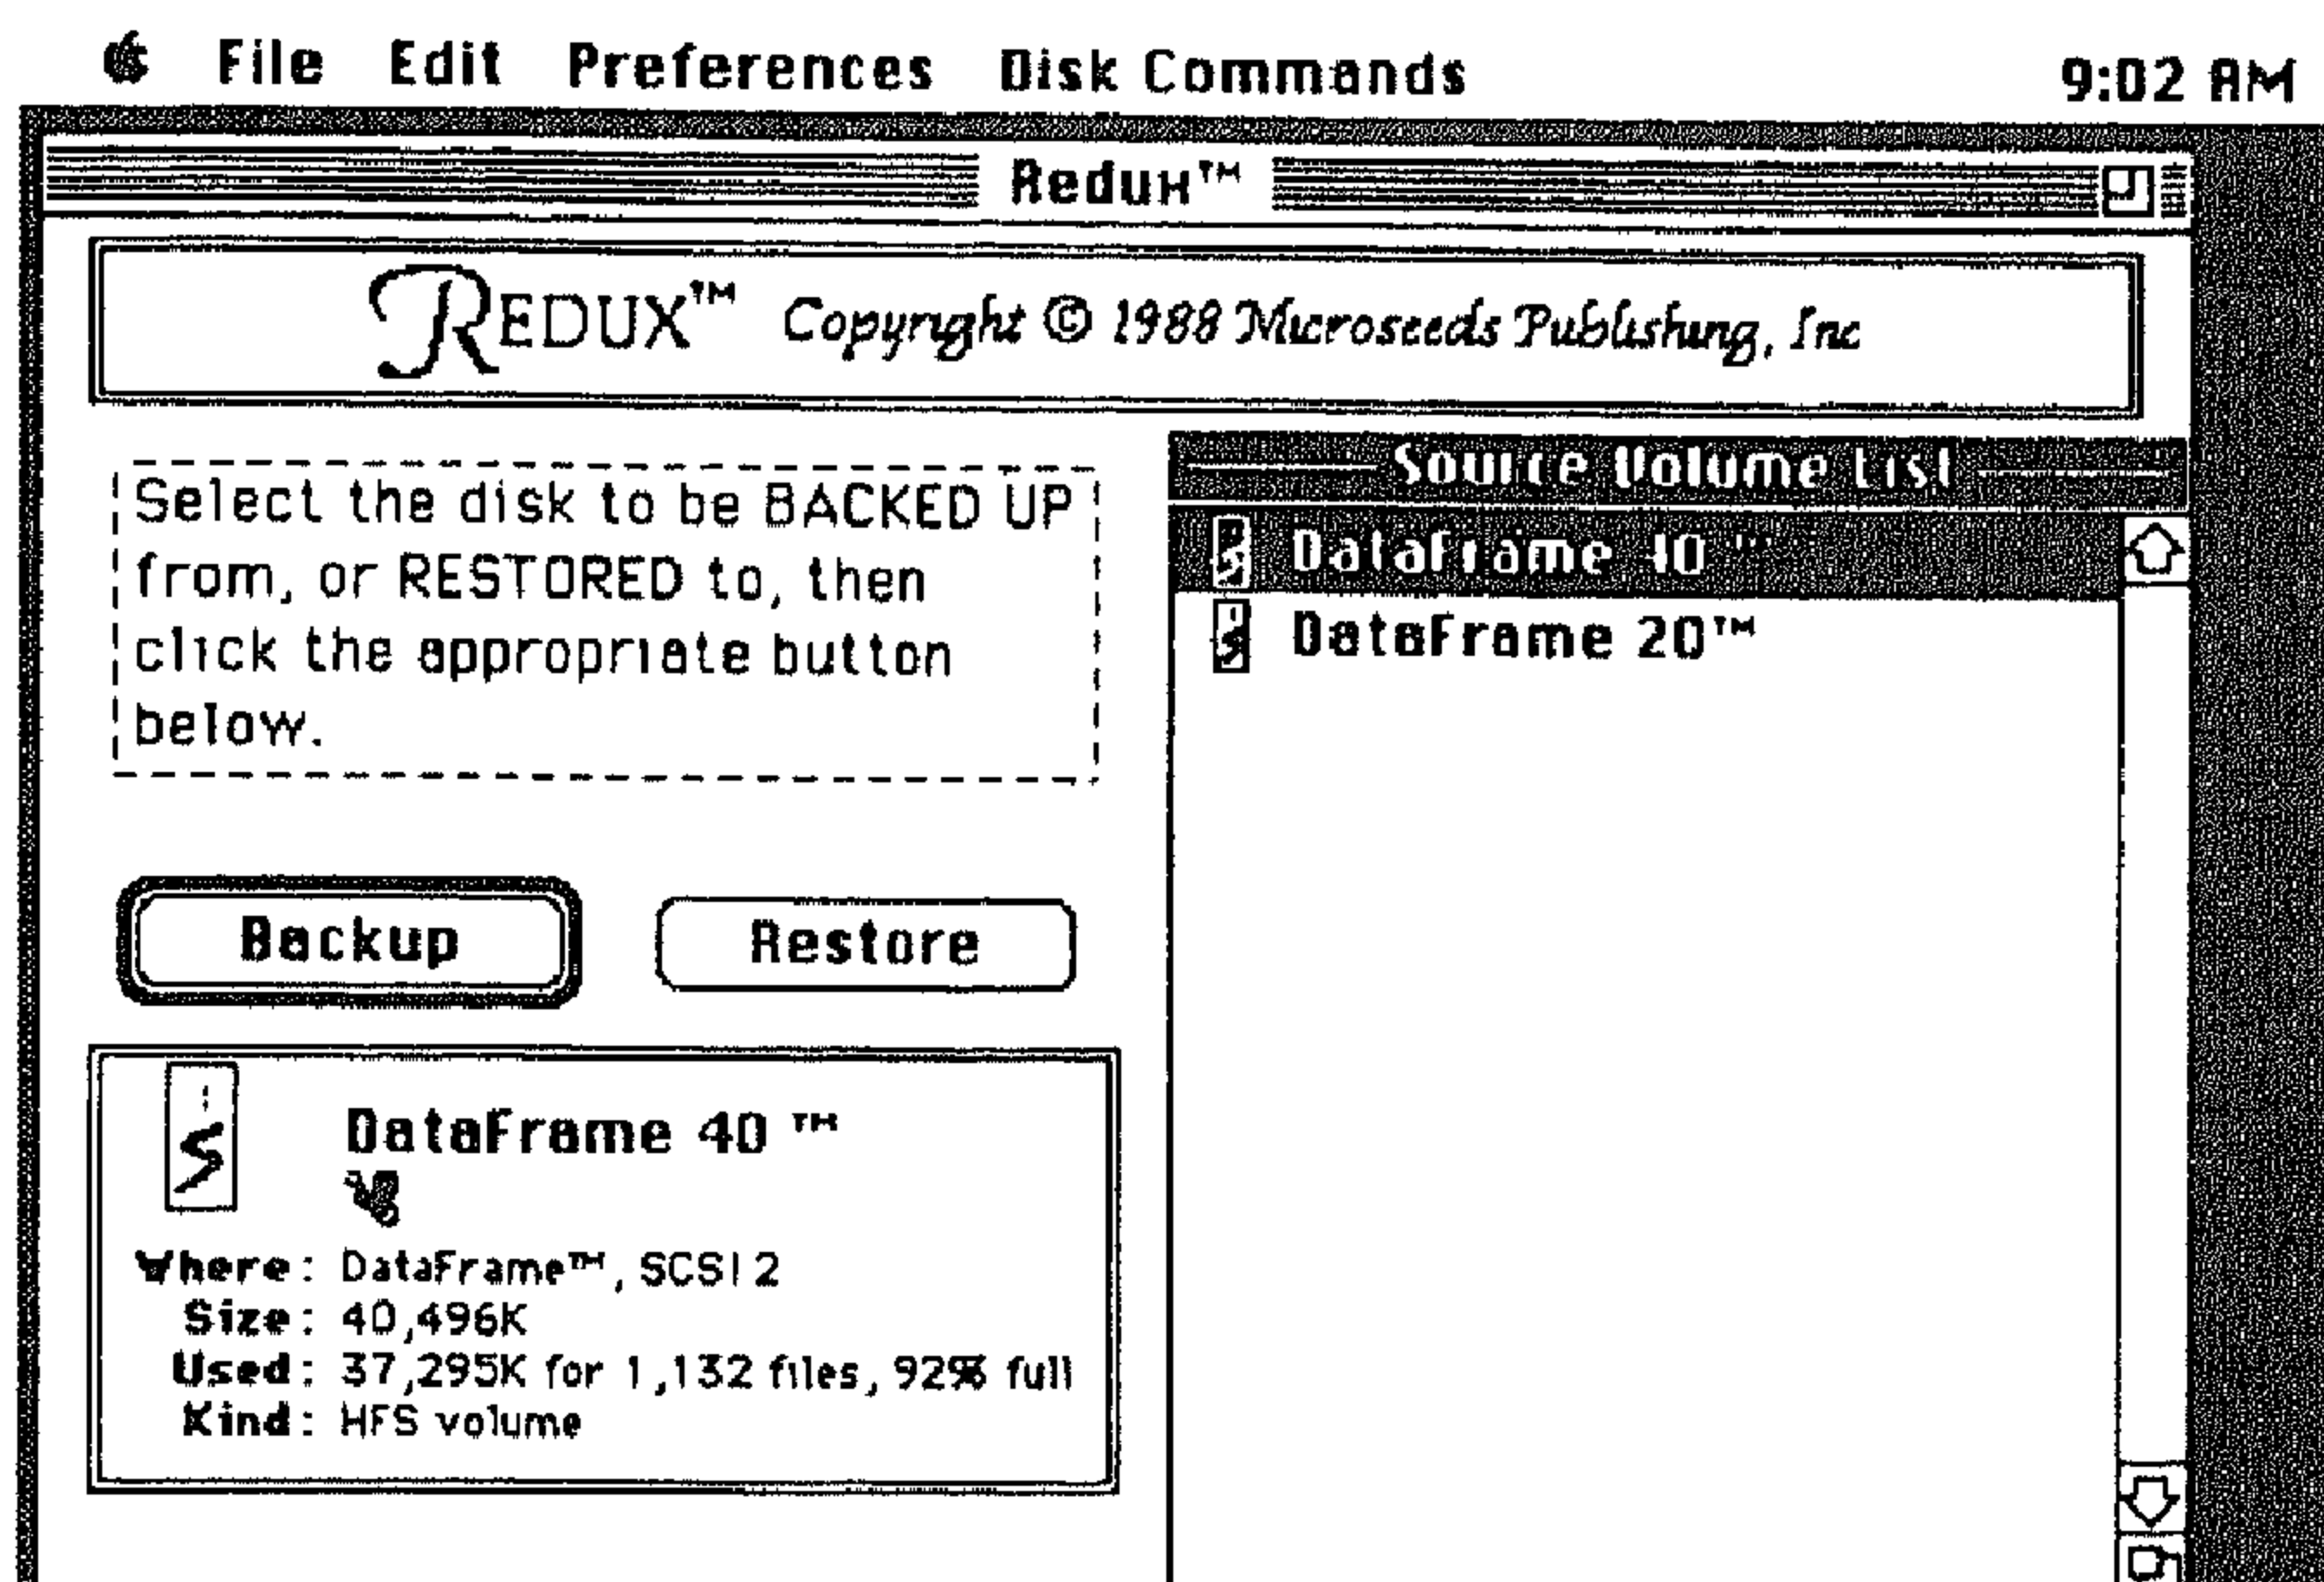 File Edit Preferences Disk Commands 9:02 AM
Redux™
REDUX™ Copyright © 1988 Microseeds Publishing, Inc
Select the disk to be BACKED UP
from, or RESTORED to, then
click the appropriate button
below.
Backup Restore
DataFrame 40 ™
Where: DataFrame™, SCSI 2
Size: 40,496K
Used: 37,295K for 1,132 files, 92% full
Kind: HFS volume
Source Volume List
DataFrame 40 ™
DataFrame 20™